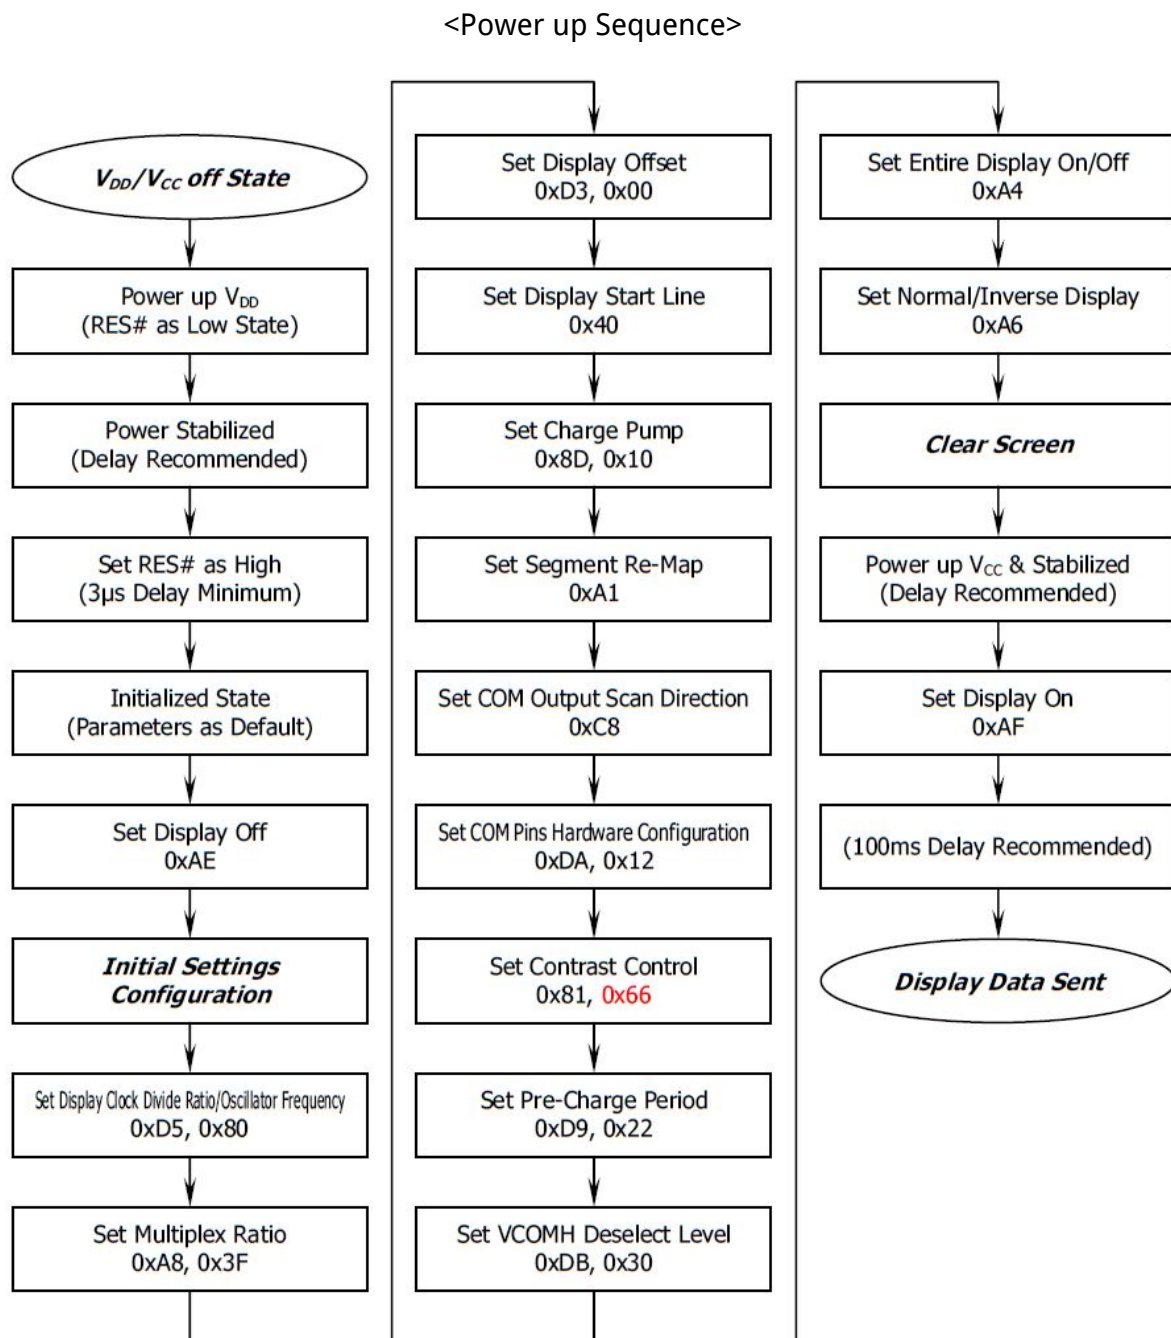 <Power up Sequence>
VDD/VCC off State
Power up VDD
(RES# as Low State)
Power Stabilized
(Delay Recommended)
Set RES# as High
(3μs Delay Minimum)
Initialized State
(Parameters as Default)
Set Display Off
0xAE
Initial Settings
Configuration
Set Display Clock Divide Ratio/Oscillator Frequency
0xD5, 0x80
Set Multiplex Ratio
0xA8, 0x3F
Set Display Offset
0xD3, 0x00
Set Display Start Line
0x40
Set Charge Pump
0x8D, 0x10
Set Segment Re-Map
0xA1
Set COM Output Scan Direction
0xC8
Set COM Pins Hardware Configuration
0xDA, 0x12
Set Contrast Control
0x81, 0x66
Set Pre-Charge Period
0xD9, 0x22
Set VCOMH Deselect Level
0xDB, 0x30
Set Entire Display On/Off
0xA4
Set Normal/Inverse Display
0xA6
Clear Screen
Power up VCC & Stabilized
(Delay Recommended)
Set Display On
0xAF
(100ms Delay Recommended)
Display Data Sent